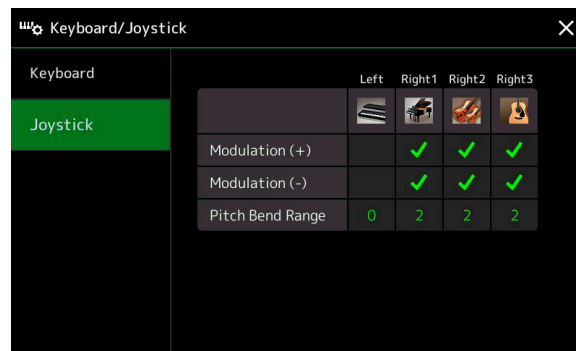 Keyboard/Joystick
Keyboard
Joystick
Left Right1 Right2 Right3
Modulation (+)
Modulation (-)
Pitch Bend Range 0 2 2 2